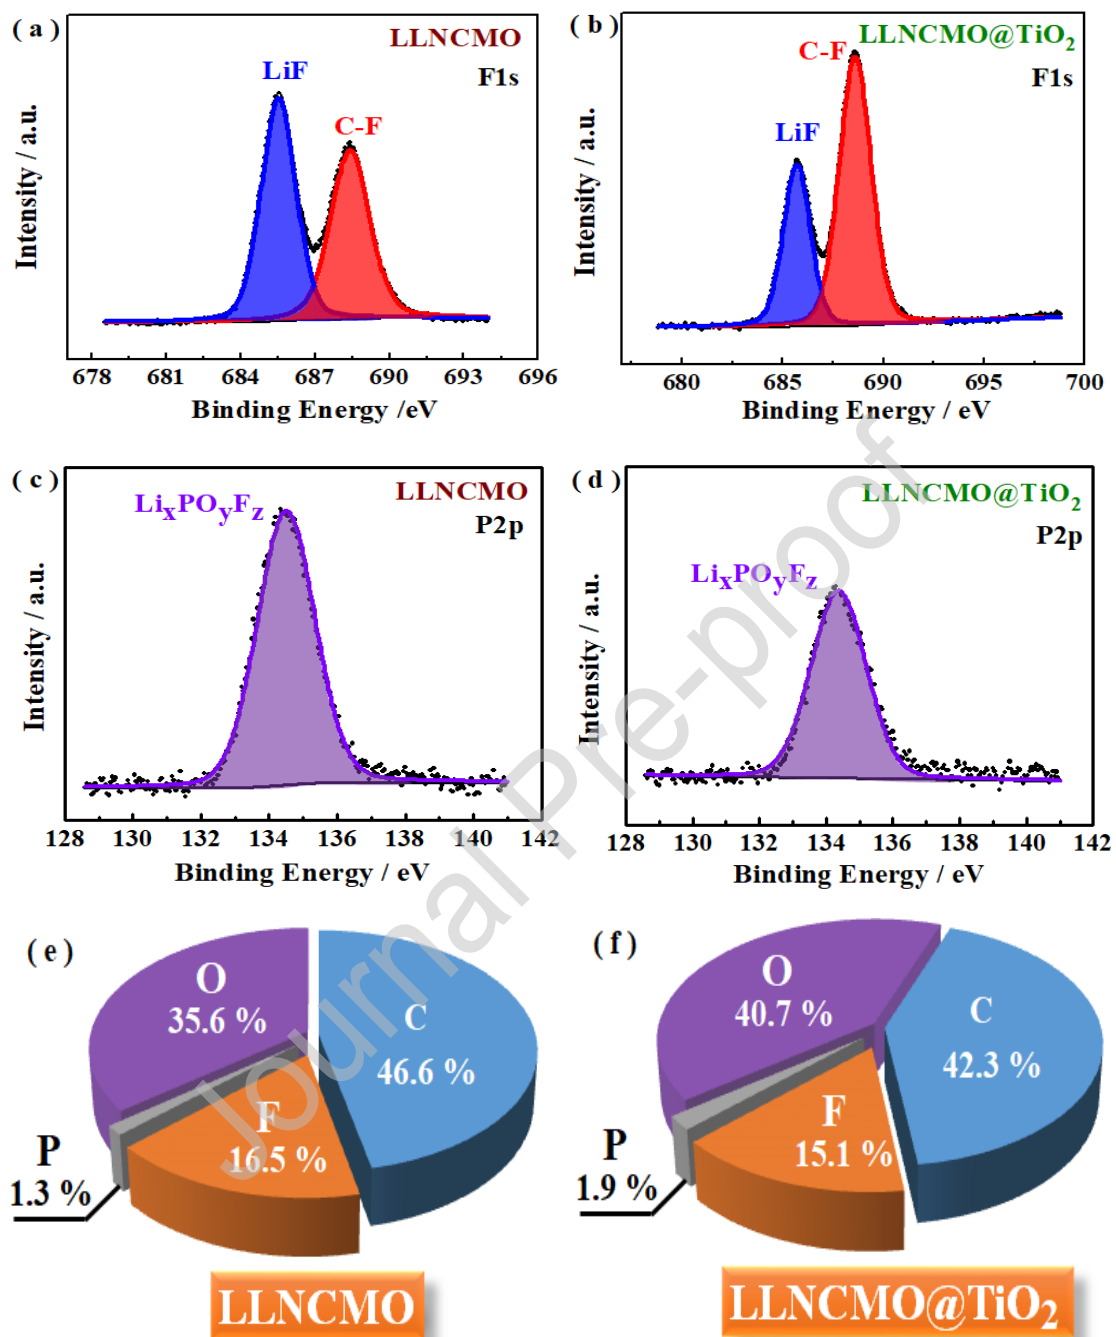 ( a )
LLNCMO
F1s
LiF
C-F
Intensity / a.u.
678 681 684 687 690 693 696
Binding Energy /eV
( b )
LLNCMO@TiO₂
F1s
C-F
LiF
Intensity / a.u.
680 685 690 695 700
Binding Energy / eV
( c )
LLNCMO
P2p
LiₓPOᵧF_z
Intensity / a.u.
128 130 132 134 136 138 140 142
Binding Energy / eV
( d )
LLNCMO@TiO₂
P2p
LiₓPOᵧF_z
Intensity / a.u.
128 130 132 134 136 138 140 142
Binding Energy / eV
( e )
O
35.6 %
C
46.6 %
F
16.5 %
P
1.3 %
LLNCMO
( f )
O
40.7 %
C
42.3 %
F
15.1 %
P
1.9 %
LLNCMO@TiO₂
Journal Pre-proof